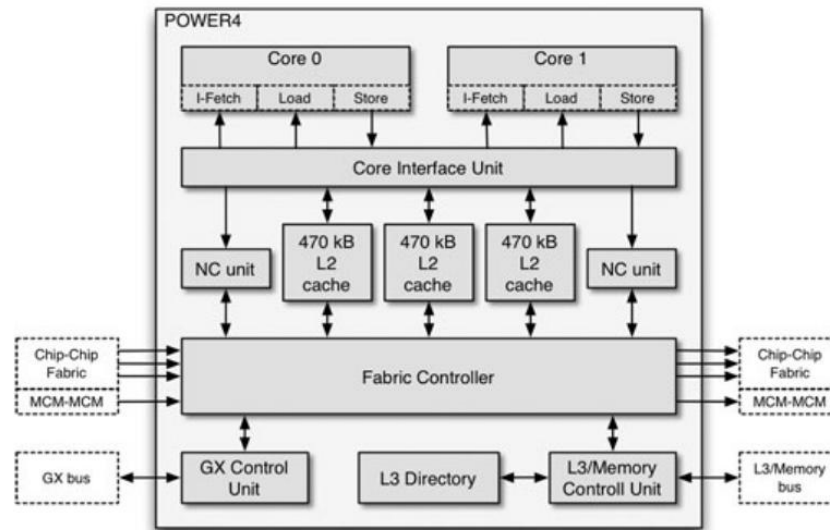 POWER4
Core 0
Core 1
I-Fetch Load Store
I-Fetch Load Store
Core Interface Unit
NC unit
470 kB
L2
cache
470 kB
L2
cache
470 kB
L2
cache
NC unit
Chip-Chip
Fabric
MCM-MCM
Fabric Controller
Chip-Chip
Fabric
MCM-MCM
GX bus
GX Control
Unit
L3 Directory
L3/Memory
Controll Unit
L3/Memory
bus